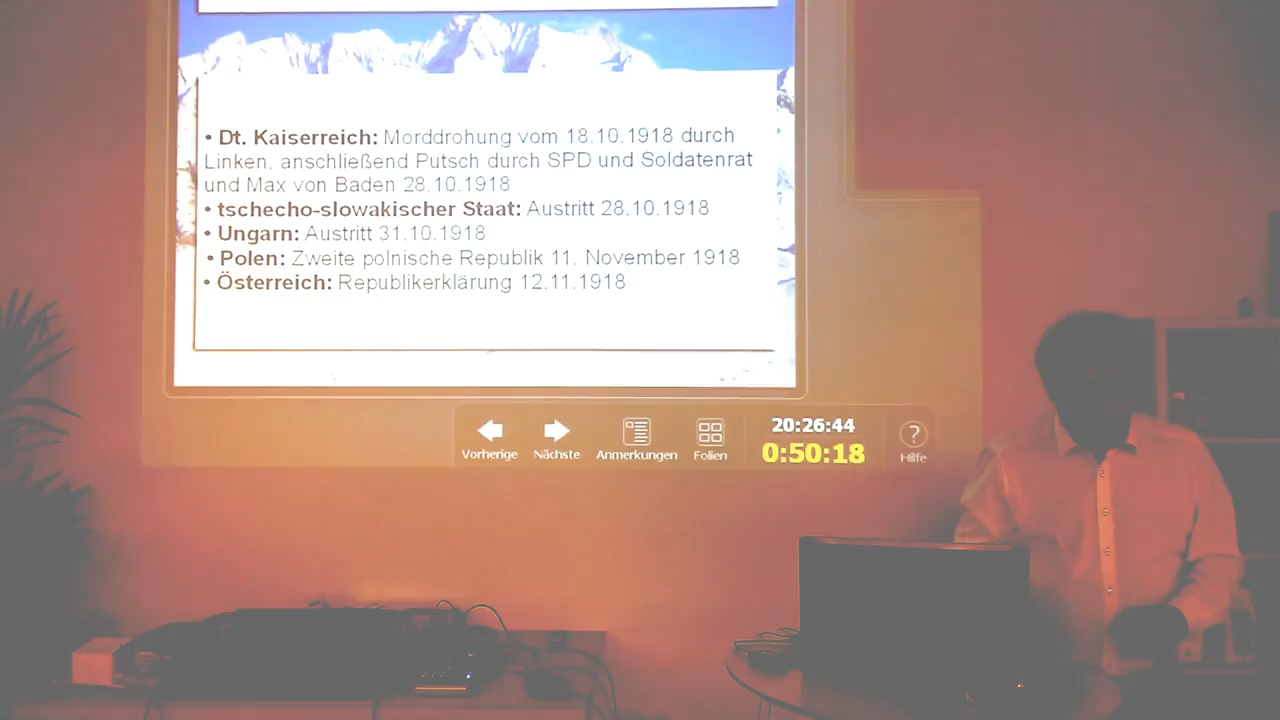 • Dt. Kaiserreich: Morddrohung vom 18.10.1918 durch
Linken, anschließend Putsch durch SPD und Soldatenrat
und Max von Baden 28.10.1918
• tschecho-slowakischer Staat: Austritt 28.10.1918
• Ungarn: Austritt 31.10.1918
• Polen: Zweite polnische Republik 11. November 1918
• Österreich: Republikerklärung 12.11.1918
Vorherige Nächste Anmerkungen Folien
20:26:44
0:50:18
? Hilfe